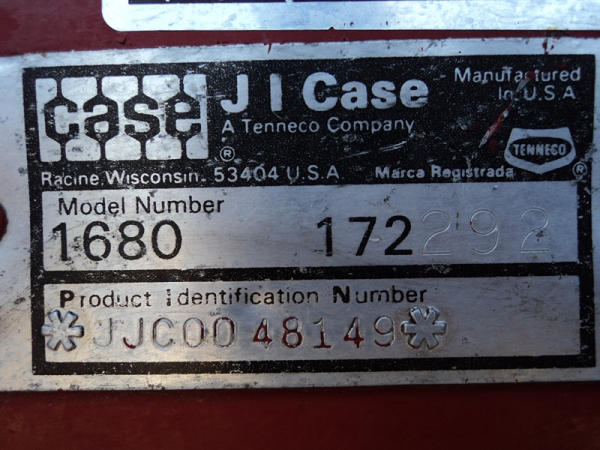 case
®
J I Case
A Tenneco Company
Manufactured
In U.S.A
TENNECO
®
Racine, Wisconsin. 53404 U.S.A
Marca Registrada
Model Number
1680 172292
Product Identification Number
*JJC0048149*